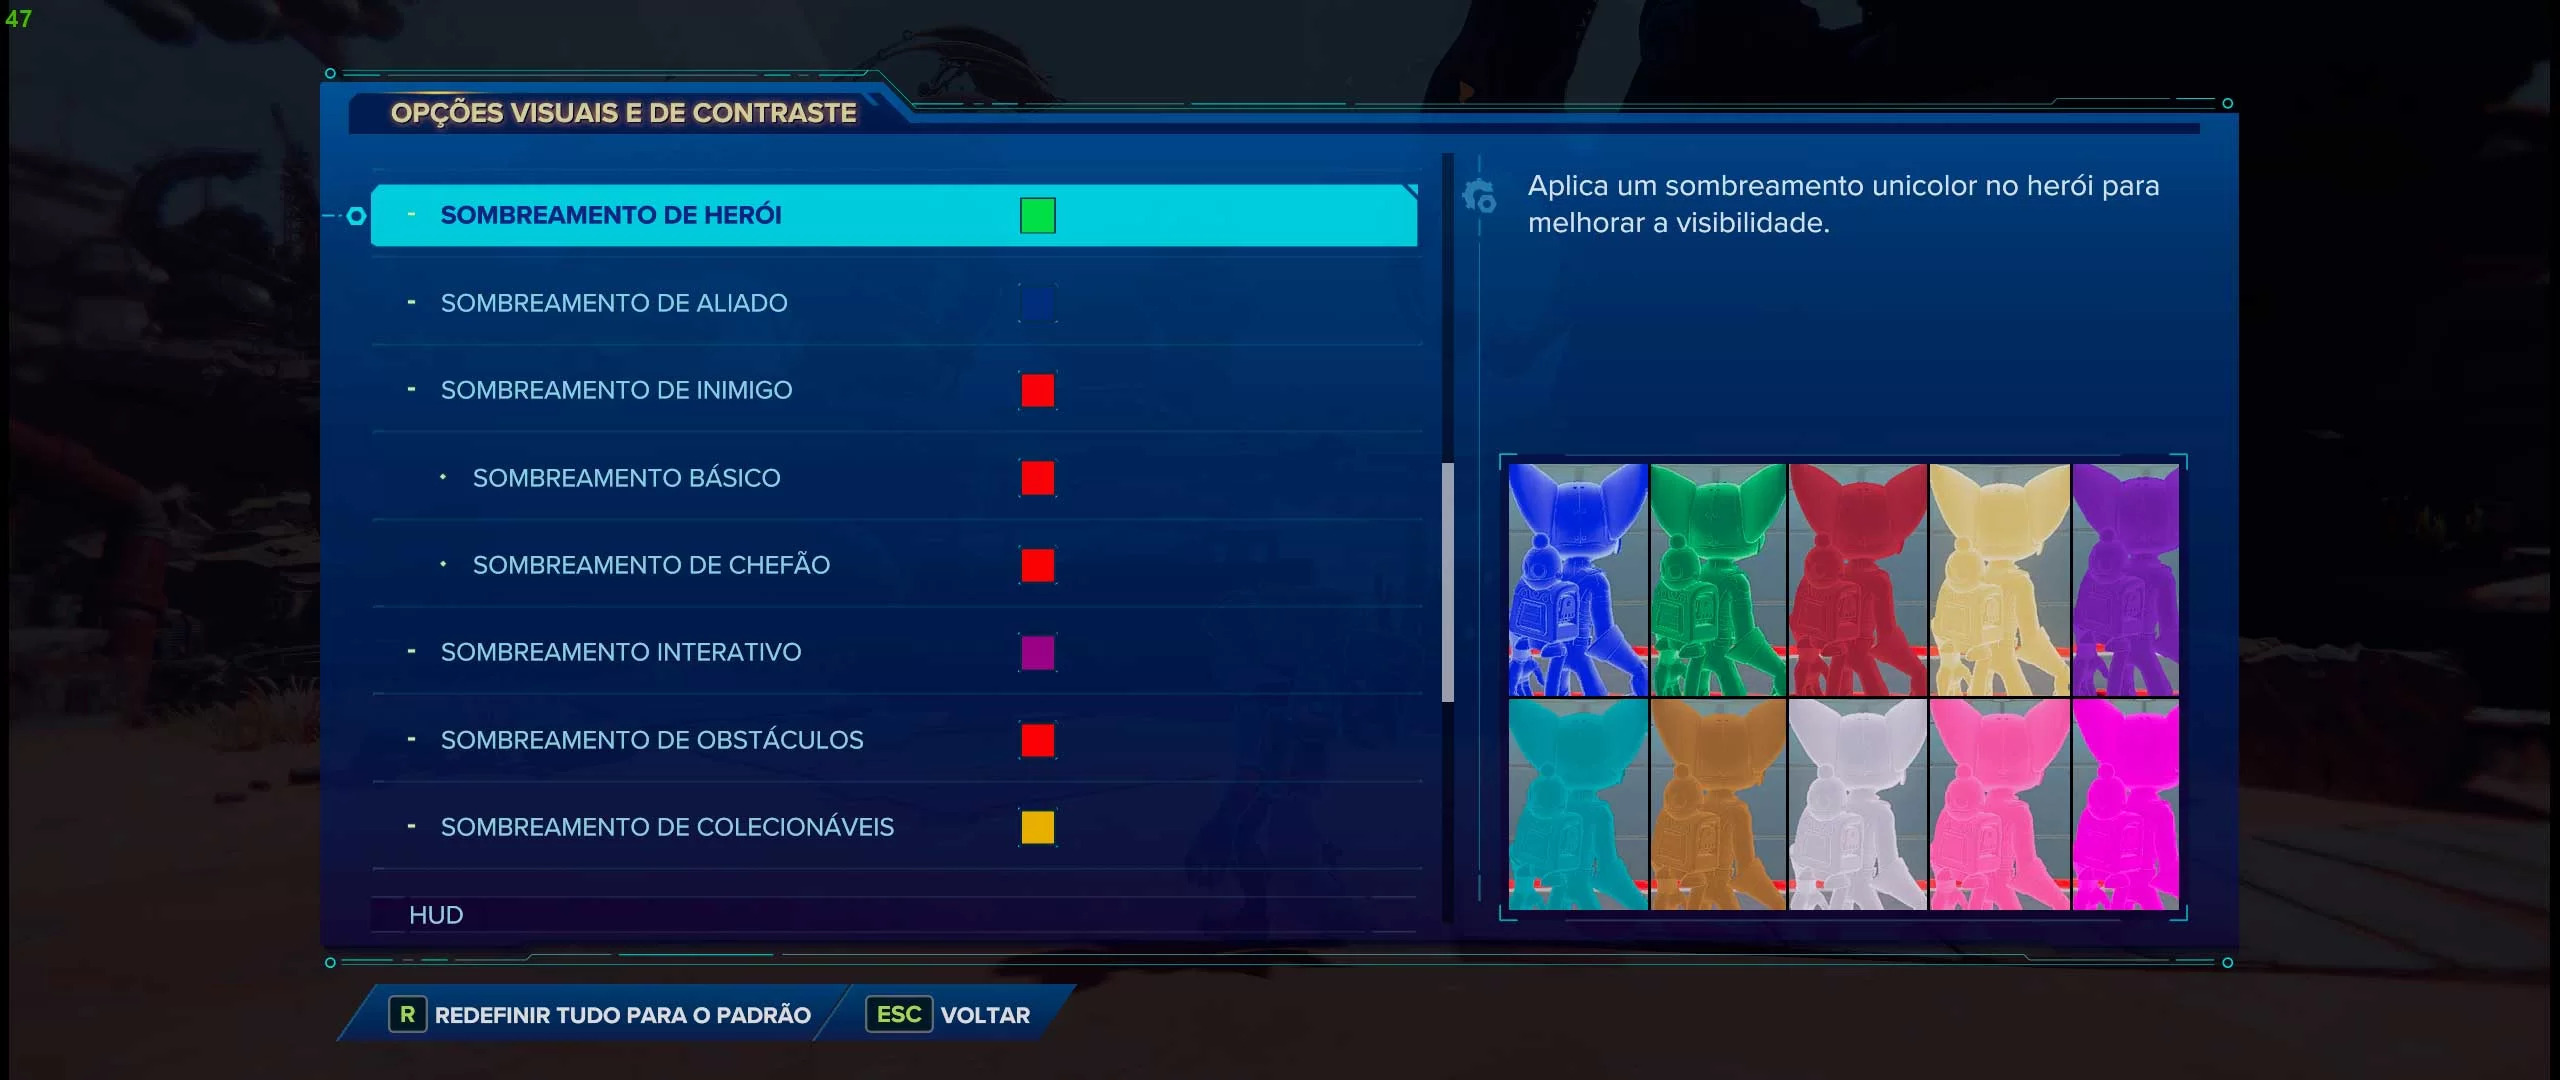 47
OPÇÕES VISUAIS E DE CONTRASTE
- SOMBREAMENTO DE HERÓI
- SOMBREAMENTO DE ALIADO
- SOMBREAMENTO DE INIMIGO
• SOMBREAMENTO BÁSICO
• SOMBREAMENTO DE CHEFÃO
- SOMBREAMENTO INTERATIVO
- SOMBREAMENTO DE OBSTÁCULOS
- SOMBREAMENTO DE COLECIONÁVEIS
HUD
Aplica um sombreamento unicolor no herói para
melhorar a visibilidade.
R REDEFINIR TUDO PARA O PADRÃO ESC VOLTAR